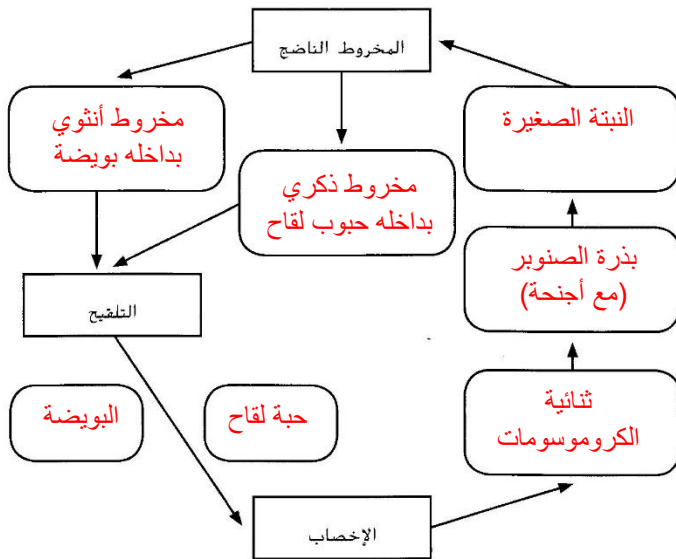 المخروط الناضج
مخروط أنثوي
بداخله بويضة
مخروط ذكري
بداخله حبوب لقاح
النبتة الصغيرة
بذرة الصنوبر
(مع أجنحة)
التلقيح
البويضة
حبة لقاح
ثنائية
الكروموسومات
الإخصاب